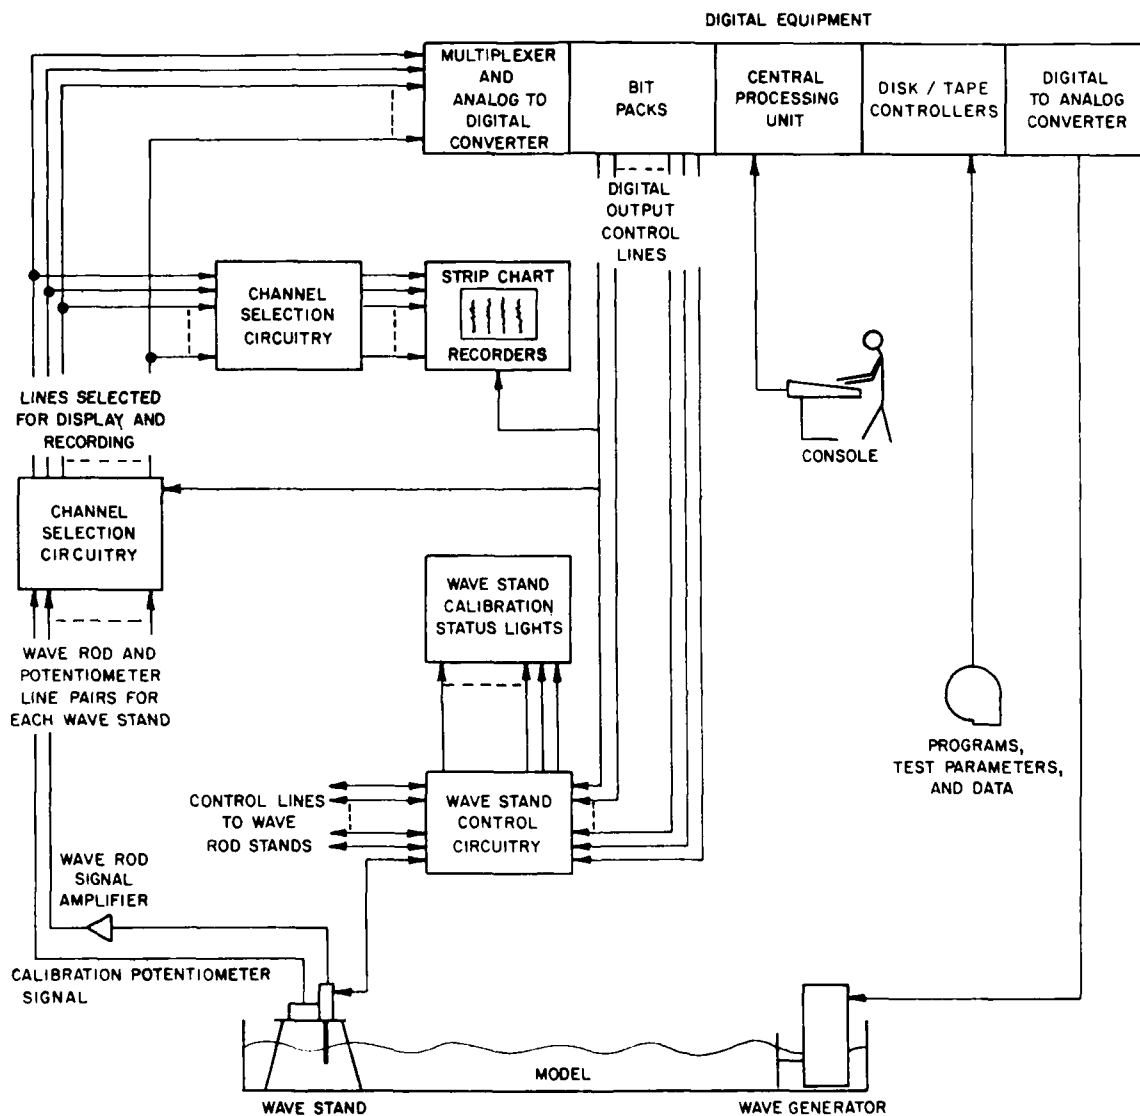 DIGITAL EQUIPMENT
MULTIPLEXER
AND
ANALOG TO
DIGITAL
CONVERTER
BIT
PACKS
CENTRAL
PROCESSING
UNIT
DISK / TAPE
CONTROLLERS
DIGITAL
TO ANALOG
CONVERTER
DIGITAL
OUTPUT
CONTROL
LINES
CHANNEL
SELECTION
CIRCUITRY
STRIP CHART
RECORDERS
LINES SELECTED
FOR DISPLAY AND
RECORDING
CONSOLE
CHANNEL
SELECTION
CIRCUITRY
WAVE STAND
CALIBRATION
STATUS LIGHTS
WAVE ROD AND
POTENTIOMETER
LINE PAIRS FOR
EACH WAVE STAND
PROGRAMS,
TEST PARAMETERS,
AND DATA
CONTROL LINES
TO WAVE
ROD STANDS
WAVE STAND
CONTROL
CIRCUITRY
WAVE ROD
SIGNAL
AMPLIFIER
CALIBRATION POTENTIOMETER
SIGNAL
MODEL
WAVE STAND
WAVE GENERATOR